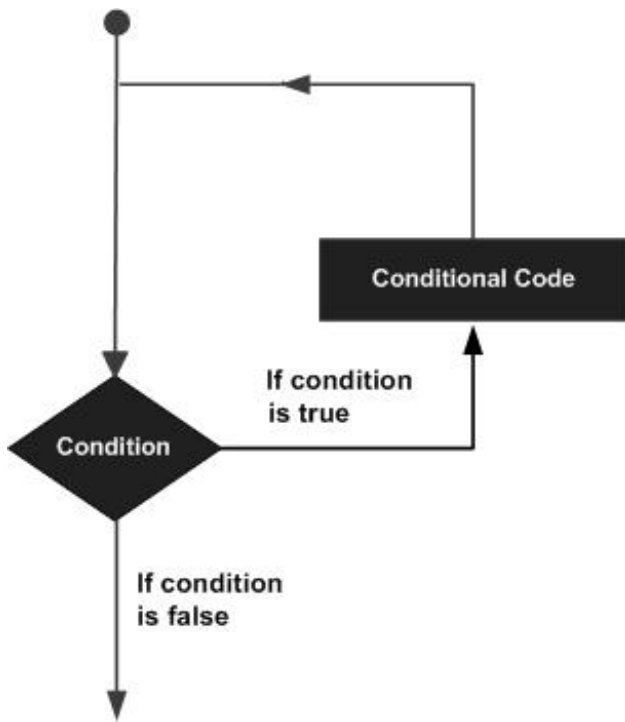 Conditional Code
If condition
is true
Condition
If condition
is false